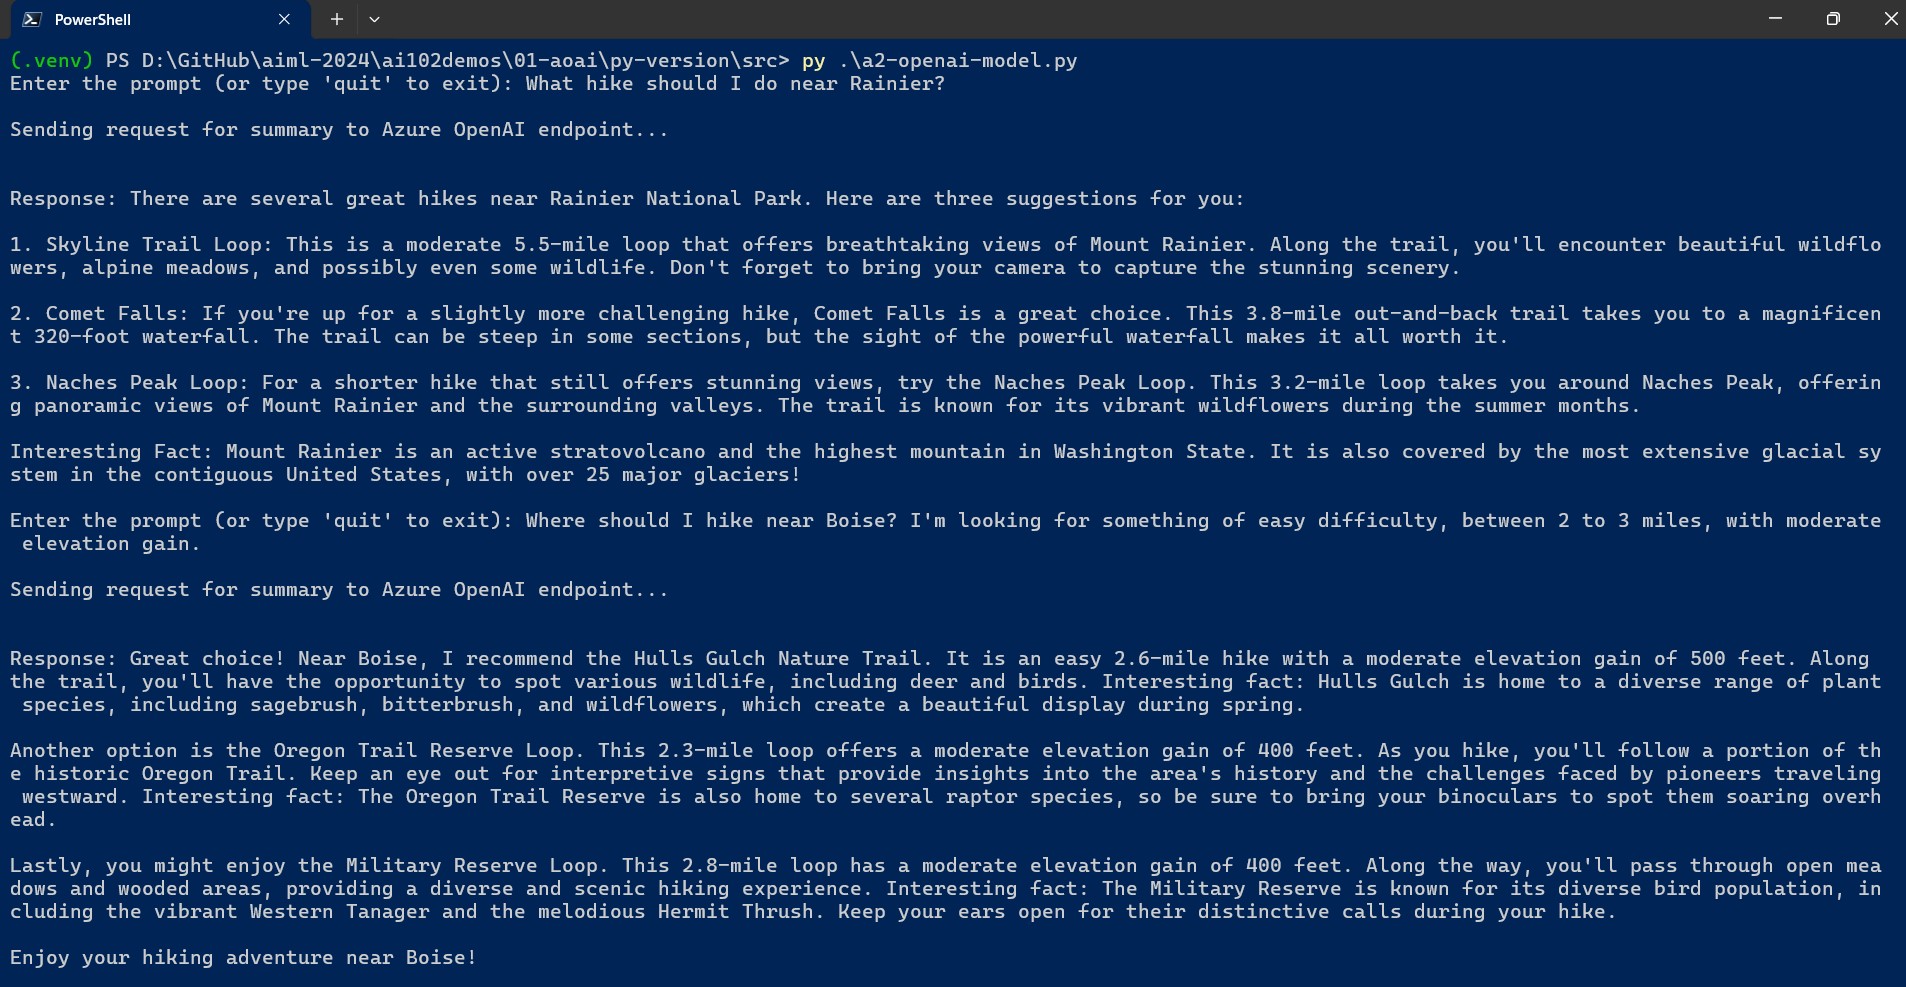 PowerShell
(.venv) PS D:\GitHub\aiml-2024\ai102demos\01-aoai\py-version\src> py .\a2-openai-model.py
Enter the prompt (or type 'quit' to exit): What hike should I do near Rainier?
Sending request for summary to Azure OpenAI endpoint...
Response: There are several great hikes near Rainier National Park. Here are three suggestions for you:
1. Skyline Trail Loop: This is a moderate 5.5-mile loop that offers breathtaking views of Mount Rainier. Along the trail, you'll encounter beautiful wildflo
wers, alpine meadows, and possibly even some wildlife. Don't forget to bring your camera to capture the stunning scenery.
2. Comet Falls: If you're up for a slightly more challenging hike, Comet Falls is a great choice. This 3.8-mile out-and-back trail takes you to a magnificen
t 320-foot waterfall. The trail can be steep in some sections, but the sight of the powerful waterfall makes it all worth it.
3. Naches Peak Loop: For a shorter hike that still offers stunning views, try the Naches Peak Loop. This 3.2-mile loop takes you around Naches Peak, offerin
g panoramic views of Mount Rainier and the surrounding valleys. The trail is known for its vibrant wildflowers during the summer months.
Interesting Fact: Mount Rainier is an active stratovolcano and the highest mountain in Washington State. It is also covered by the most extensive glacial sy
stem in the contiguous United States, with over 25 major glaciers!
Enter the prompt (or type 'quit' to exit): Where should I hike near Boise? I'm looking for something of easy difficulty, between 2 to 3 miles, with moderate
 elevation gain.
Sending request for summary to Azure OpenAI endpoint...
Response: Great choice! Near Boise, I recommend the Hulls Gulch Nature Trail. It is an easy 2.6-mile hike with a moderate elevation gain of 500 feet. Along
the trail, you'll have the opportunity to spot various wildlife, including deer and birds. Interesting fact: Hulls Gulch is home to a diverse range of plant
 species, including sagebrush, bitterbrush, and wildflowers, which create a beautiful display during spring.
Another option is the Oregon Trail Reserve Loop. This 2.3-mile loop offers a moderate elevation gain of 400 feet. As you hike, you'll follow a portion of th
e historic Oregon Trail. Keep an eye out for interpretive signs that provide insights into the area's history and the challenges faced by pioneers traveling
 westward. Interesting fact: The Oregon Trail Reserve is also home to several raptor species, so be sure to bring your binoculars to spot them soaring overh
ead.
Lastly, you might enjoy the Military Reserve Loop. This 2.8-mile loop has a moderate elevation gain of 400 feet. Along the way, you'll pass through open mea
dows and wooded areas, providing a diverse and scenic hiking experience. Interesting fact: The Military Reserve is known for its diverse bird population, in
cluding the vibrant Western Tanager and the melodious Hermit Thrush. Keep your ears open for their distinctive calls during your hike.
Enjoy your hiking adventure near Boise!